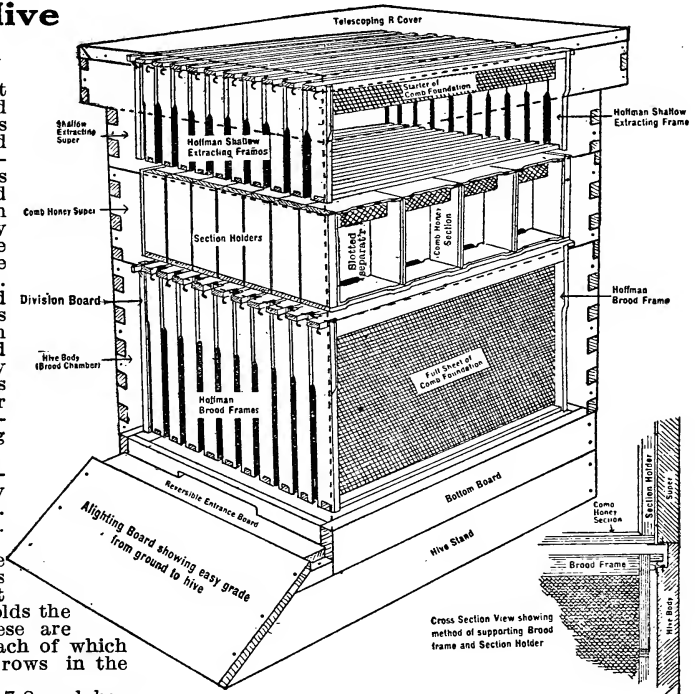 Hive
Telescoping R Cover
Starter of
Comb Foundation
Hoffman Shallow
Extracting Frame
Shallow
Extracting
Super
Hoffman Shallow
Extracting Frames
Comb Honey Super
Section Holders
Slotted
separat'r
Comb Honey
Section
Division Board
Hoffman
Brood Frame
Hive Body
(Brood Chamber)
Full Sheet of
Comb Foundation
Hoffman
Brood Frames
Reversible Entrance Board
Bottom Board
Hive Stand
Alighting Board showing easy grade
from ground to hive
Comb
Honey
Section
Section Holder
Super
Brood Frame
Hive Body
Cross Section View showing
method of supporting Brood
frame and Section Holder
olds the
ese are
ach of which
rows in the